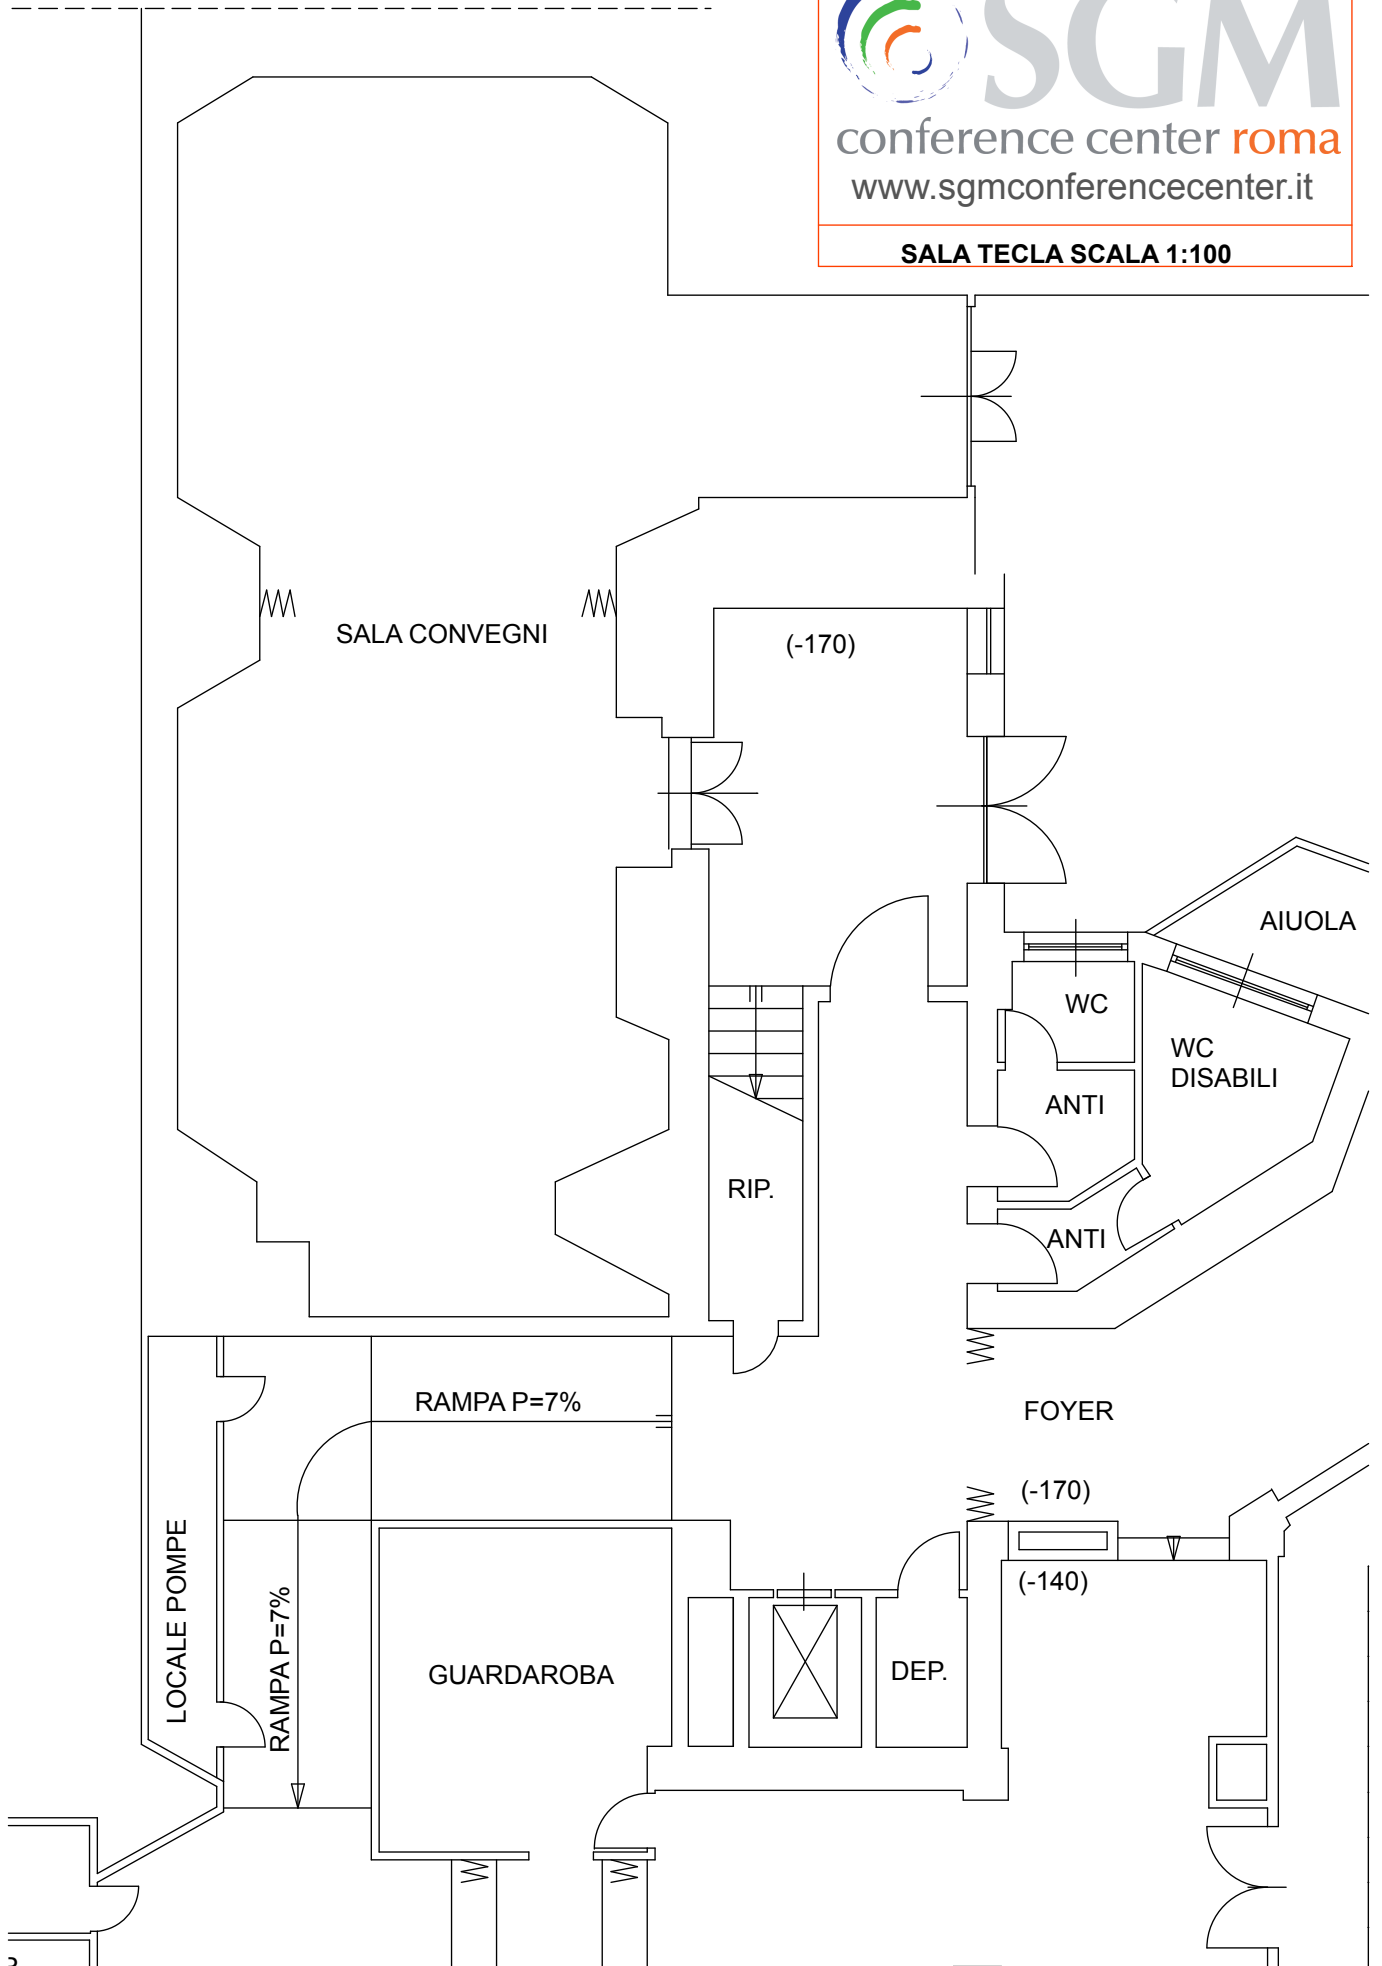 SGM
conference center roma
www.sgmconferencecenter.it
SALA TECLA SCALA 1:100
SALA CONVEGNI
(-170)
AIUOLA
WC
WC
DISABILI
ANTI
RIP.
ANTI
RAMPA P=7%
FOYER
(-170)
LOCALE POMPE
RAMPA P=7%
(-140)
GUARDAROBA
DEP.